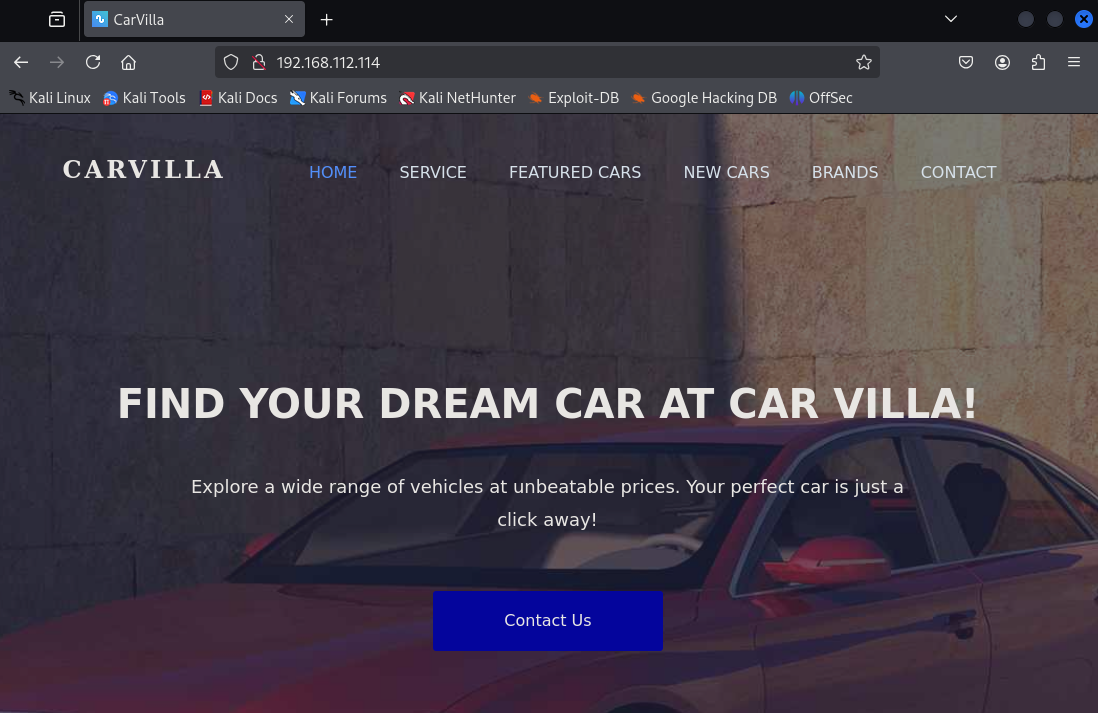 CarVilla
192.168.112.114
Kali Linux Kali Tools Kali Docs Kali Forums Kali NetHunter Exploit-DB Google Hacking DB OffSec
CARVILLA HOME SERVICE FEATURED CARS NEW CARS BRANDS CONTACT
FIND YOUR DREAM CAR AT CAR VILLA!
Explore a wide range of vehicles at unbeatable prices. Your perfect car is just a
click away!
Contact Us